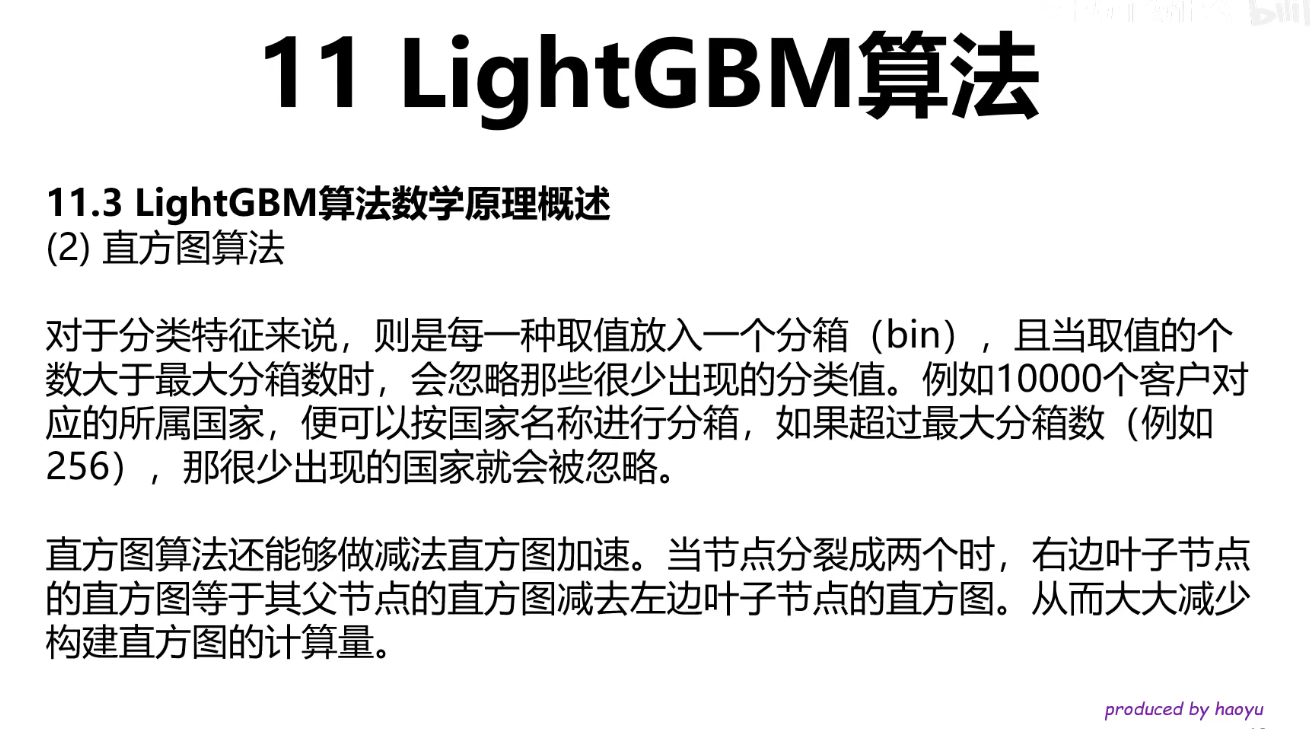 11 LightGBM算法
11.3 LightGBM算法数学原理概述
(2) 直方图算法
对于分类特征来说，则是每一种取值放入一个分箱（bin），且当取值的个
数大于最大分箱数时，会忽略那些很少出现的分类值。例如10000个客户对
应的所属国家，便可以按国家名称进行分箱，如果超过最大分箱数（例如
256），那很少出现的国家就会被忽略。
直方图算法还能够做减法直方图加速。当节点分裂成两个时，右边叶子节点
的直方图等于其父节点的直方图减去左边叶子节点的直方图。从而大大减少
构建直方图的计算量。
produced by haoyu